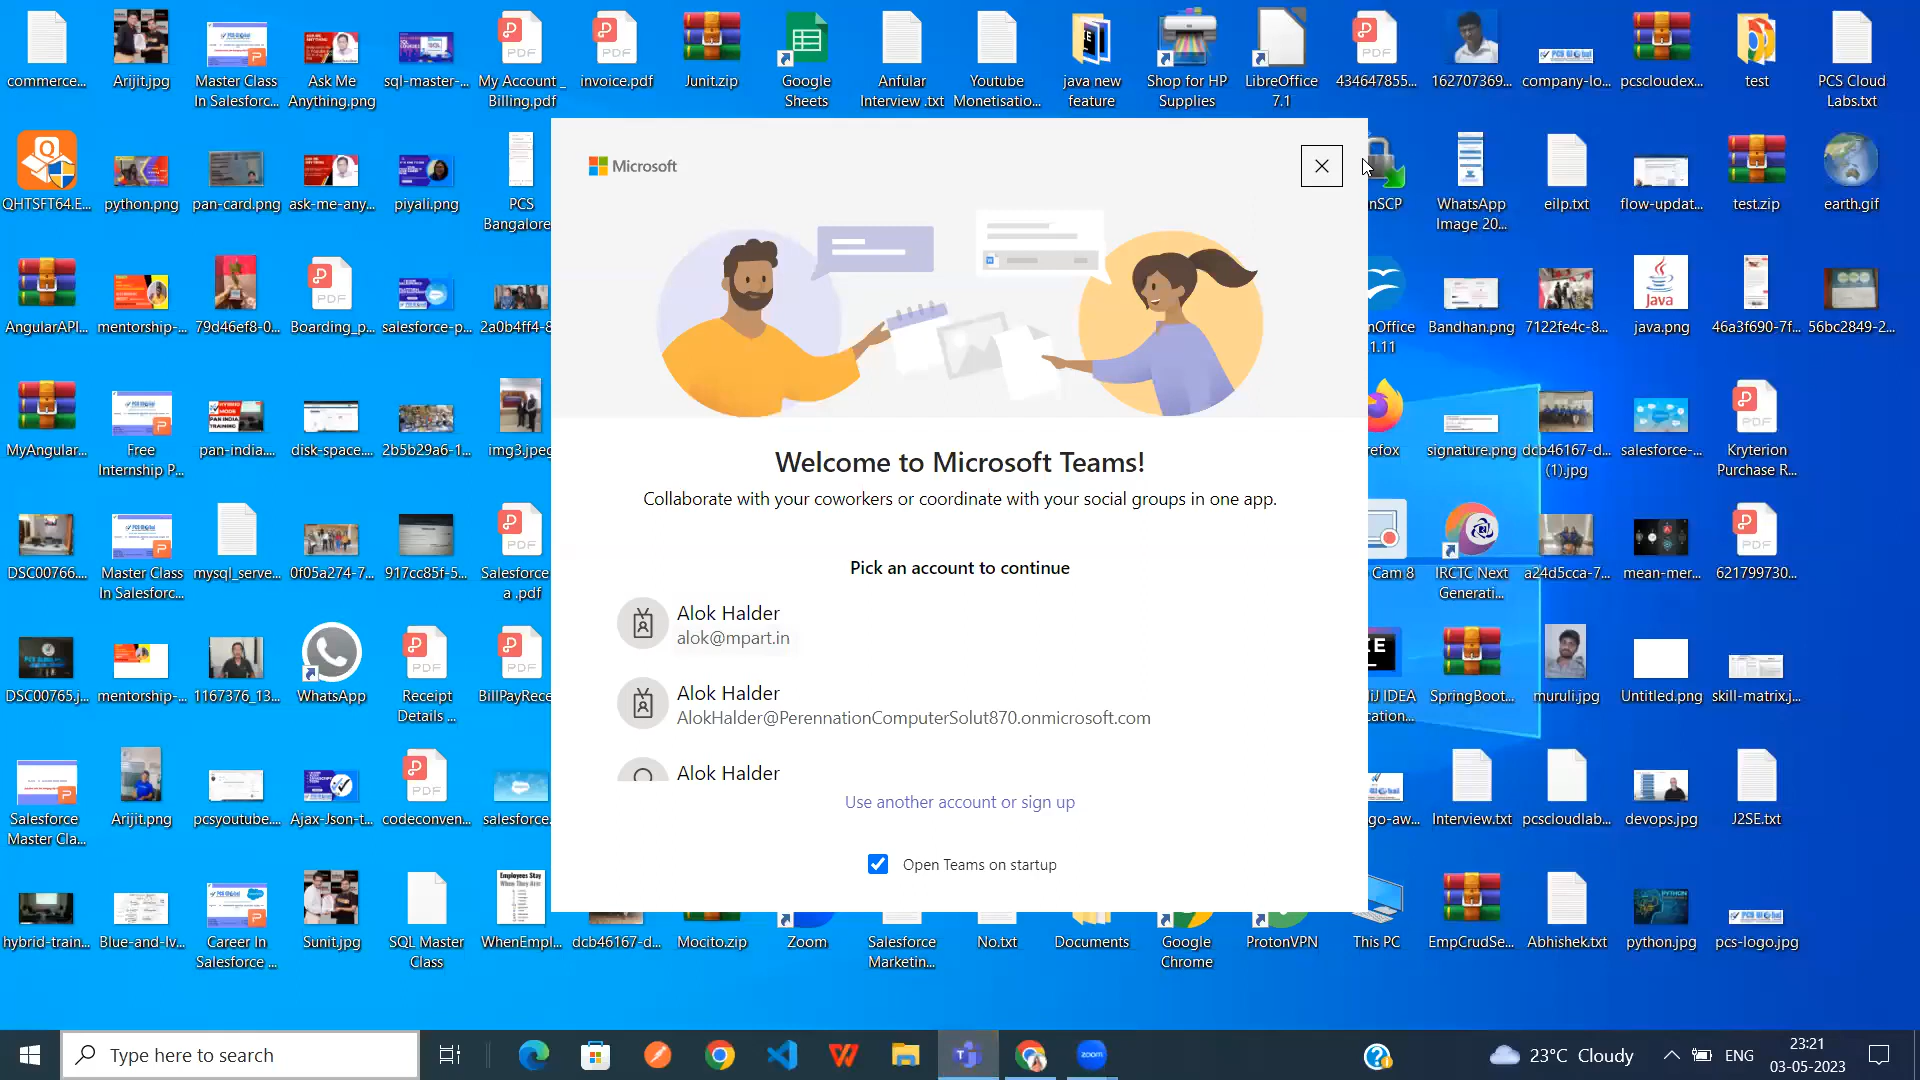 commerce...
Arijit.jpg
Master Class
In Salesforc...
Ask Me
Anything.png
sql-master-...
My Account _
Billing.pdf
invoice.pdf
Junit.zip
Google
Sheets
Anfular
Interview .txt
Youtube
Monetisatio...
java new
feature
Shop for HP
Supplies
LibreOffice
7.1
434647855...
162707369...
company-lo...
pcscloudex...
test
PCS Cloud
Labs.txt
QHTSFT64.E...
python.png
pan-card.png
ask-me-any...
piyali.png
PCS
Bangalore
Microsoft
nSCP
WhatsApp
Image 20...
eilp.txt
flow-updat...
test.zip
earth.gif
AngularAPI...
mentorship-...
79d46ef8-0...
Boarding_p...
salesforce-p...
2a0b4ff4-8
nOffice
1.11
Bandhan.png
7122fe4c-8...
java.png
46a3f690-7f...
56bc2849-2...
MyAngular...
Free
Internship P...
pan-india....
disk-space....
2b5b29a6-1...
img3.jpeg
Welcome to Microsoft Teams!
Collaborate with your coworkers or coordinate with your social groups in one app.
refox
signature.png
dcb46167-d...
(1).jpg
salesforce-...
Kryterion
Purchase R...
DSC00766....
Master Class
In Salesforc...
mysql_serve...
0f05a274-7...
917cc85f-5...
Salesforce
a .pdf
Pick an account to continue
Alok Halder
alok@mpart.in
Cam 8
IRCTC Next
Generati...
a24d5cca-7...
mean-mer...
621799730...
DSC00765.j...
mentorship-...
1167376_13...
WhatsApp
Receipt
Details ...
BillPayRece
Alok Halder
AlokHalder@PerennationComputerSolut870.onmicrosoft.com
iJ IDEA
cation...
SpringBoot...
muruli.jpg
Untitled.png
skill-matrix.j...
Alok Halder
Use another account or sign up
Salesforce
Master Cla...
Arijit.png
pcsyoutube....
Ajax-Json-t...
codeconven...
salesforce.
go-aw...
Interview.txt
pcscloudlab...
devops.jpg
J2SE.txt
Open Teams on startup
Employees Stay
When They Are:
hybrid-train...
Blue-and-Iv...
Career In
Salesforce ...
Sunit.jpg
SQL Master
Class
WhenEmpl...
dcb46167-d...
Mocito.zip
Zoom
Salesforce
Marketin...
No.txt
Documents
Google
Chrome
ProtonVPN
This PC
EmpCrudSe...
Abhishek.txt
python.jpg
pcs-logo.jpg
Type here to search
zoom
23°C Cloudy
ENG
23:21
03-05-2023